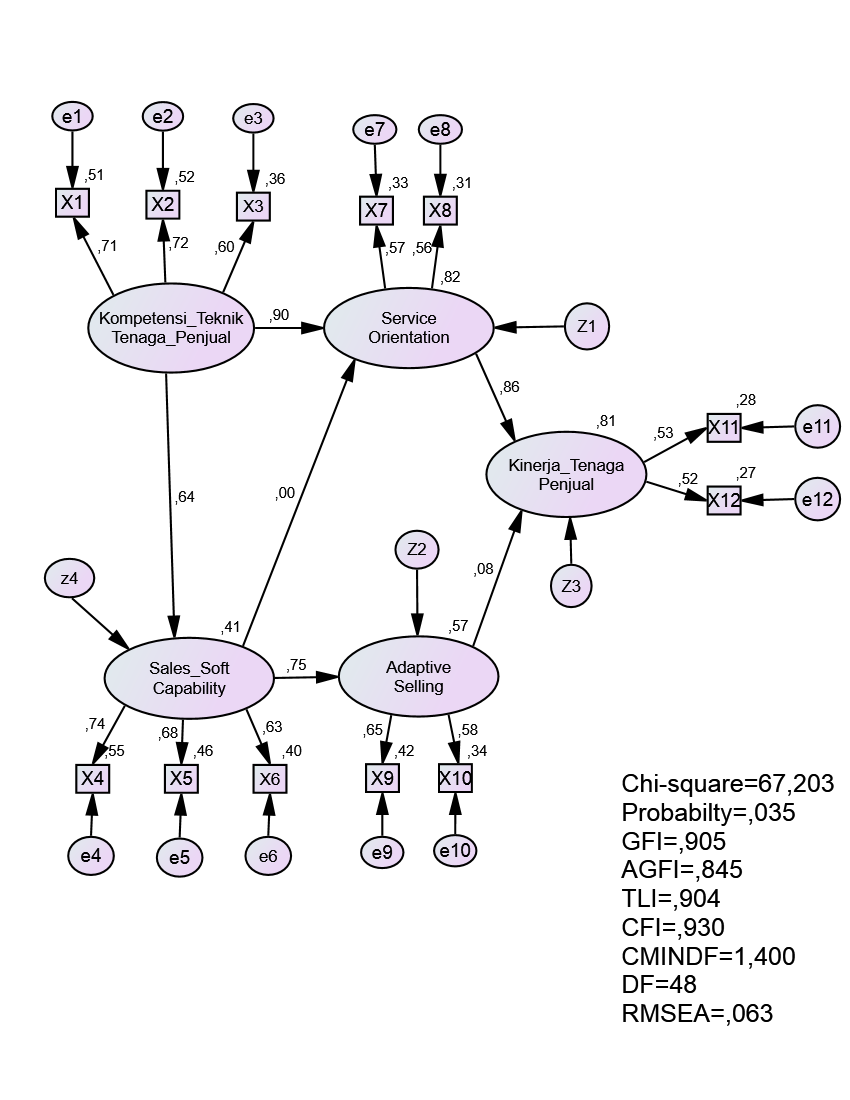 e1
e2
e3
e7
e8
,51
,52
,36
,33
,31
X1
X2
X3
X7
X8
,71
,72
,60
,57
,56
,82
Kompetensi_Teknik
Tenaga_Penjual
,90
Service
Orientation
Z1
,86
,81
,28
X11
e11
,53
Kinerja_Tenaga
Penjual
,52
,27
X12
e12
,64
,00
Z2
,08
Z3
z4
,41
,57
Sales_Soft
Capability
,75
Adaptive
Selling
,74
,68
,63
,65
,58
,55
,46
,40
,42
,34
X4
X5
X6
X9
X10
e4
e5
e6
e9
e10
Chi-square=67,203
Probabilty=,035
GFI=,905
AGFI=,845
TLI=,904
CFI=,930
CMINDF=1,400
DF=48
RMSEA=,063